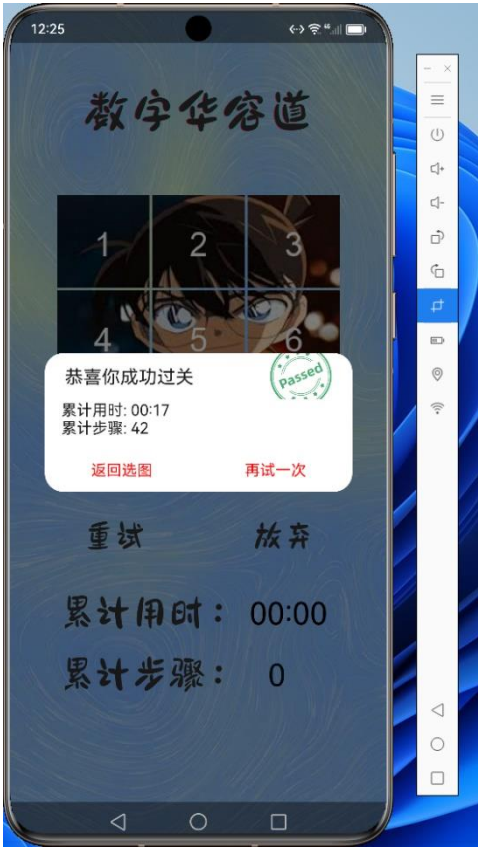 12:25
数字华容道
1 2 3
4 5 6
恭喜你成功过关
Passed
累计用时: 00:17
累计步骤: 42
返回选图 再试一次
重试 放弃
累计用时： 00:00
累计步骤： 0